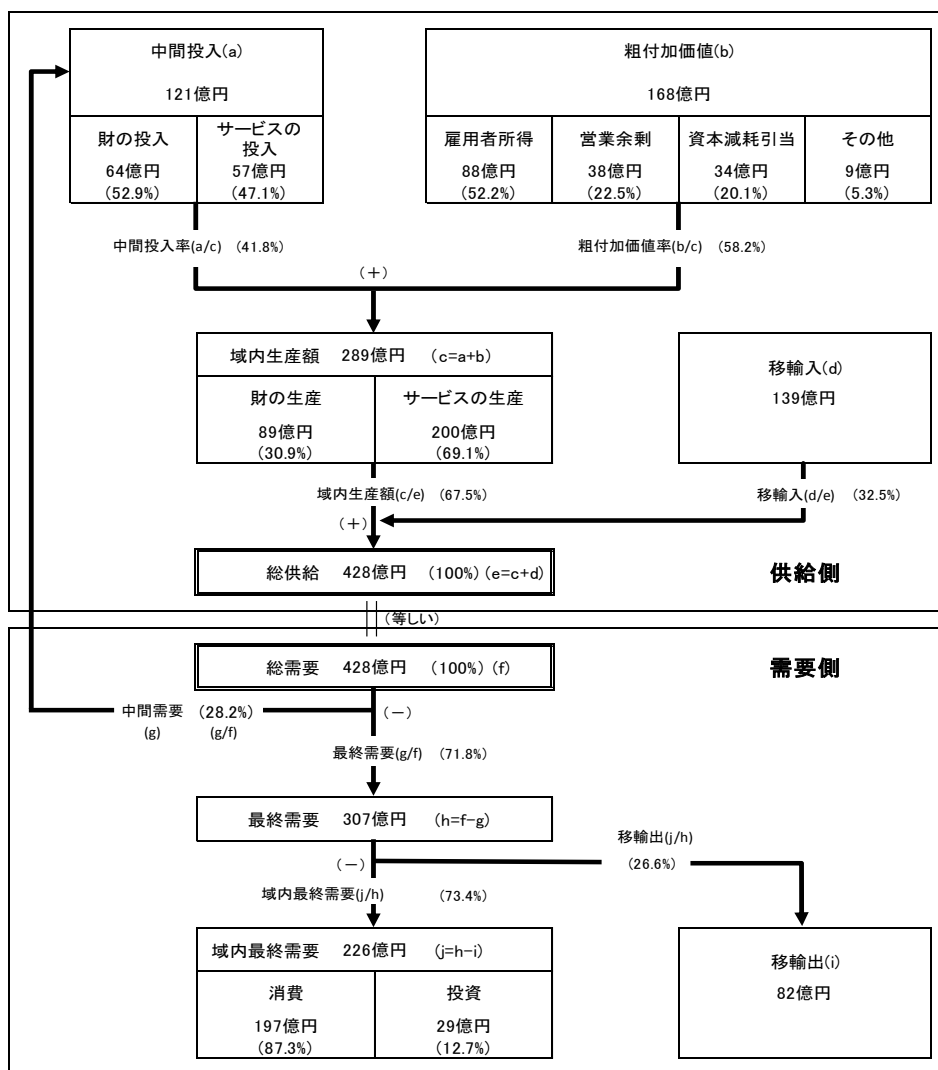 中間投入(a)
121億円
財の投入
64億円
(52.9%)
サービスの
投入
57億円
(47.1%)
粗付加価値(b)
168億円
雇用者所得
88億円
(52.2%)
営業余剰
38億円
(22.5%)
資本減耗引当
34億円
(20.1%)
その他
9億円
(5.3%)
中間投入率(a/c) (41.8%)
粗付加価値率(b/c) (58.2%)
(＋)
域内生産額 289億円 (c=a+b)
財の生産
89億円
(30.9%)
サービスの生産
200億円
(69.1%)
移輸入(d)
139億円
域内生産額(c/e) (67.5%)
移輸入(d/e) (32.5%)
(＋)
総供給 428億円 (100%) (e=c+d)
供給側
(等しい)
総需要 428億円 (100%) (f)
需要側
中間需要 (28.2%)
(g) (g/f)
(－)
最終需要(g/f) (71.8%)
最終需要 307億円 (h=f-g)
移輸出(j/h)
(26.6%)
(－)
域内最終需要(j/h) (73.4%)
域内最終需要 226億円 (j=h-i)
消費
197億円
(87.3%)
投資
29億円
(12.7%)
移輸出(i)
82億円